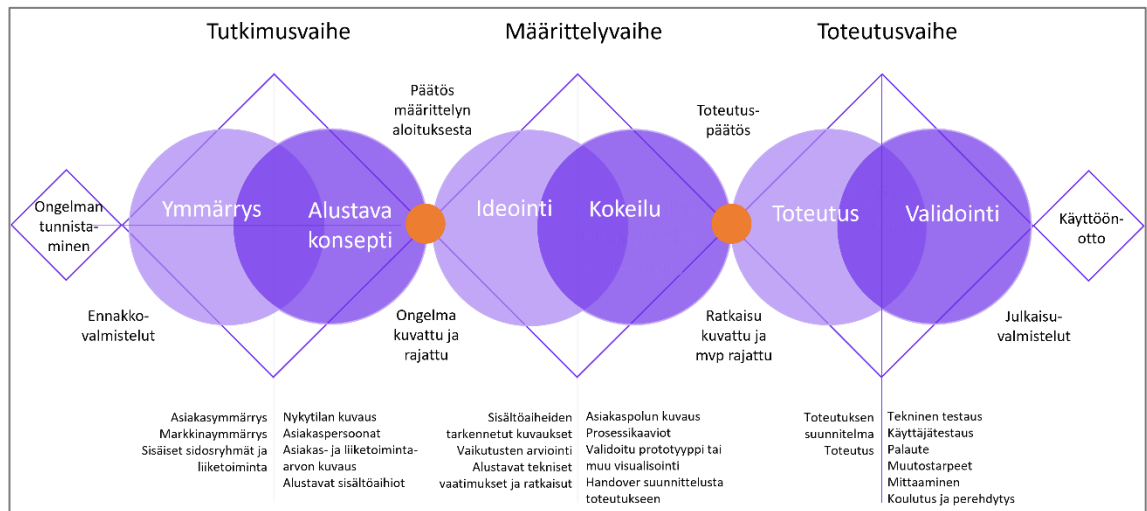 Tutkimusvaihe
Määrittelyvaihe
Toteutusvaihe
Päätös
määrittelyn
aloituksesta
Toteutus-
päätös
Ongelman
tunnista-
minen
Ymmärrys
Alustava
konsepti
Ideointi
Kokeilu
Toteutus
Validointi
Käyttöön-
otto
Ennakko-
valmistelut
Ongelma
kuvattu ja
rajattu
Ratkaisu
kuvattu ja
mvp rajattu
Julkaisu-
valmistelut
Asiakasymmärrys
Markkinaymmärrys
Sisäiset sidosryhmät ja
liiketoiminta
Nykytilan kuvaus
Asiakaspersoonat
Asiakas- ja liiketoiminta-
arvon kuvaus
Alustavat sisältöaihiot
Sisältöaiheiden
tarkennetut kuvaukset
Vaikutusten arviointi
Alustavat tekniset
vaatimukset ja ratkaisut
Asiakaspolun kuvaus
Prosessikaaviot
Validoitu prototyyppi tai
muu visualisointi
Handover suunnittelusta
toteutukseen
Toteutuksen
suunnitelma
Toteutus
Tekninen testaus
Käyttäjätestaus
Palaute
Muutostarpeet
Mittaaminen
Koulutus ja perehdytys